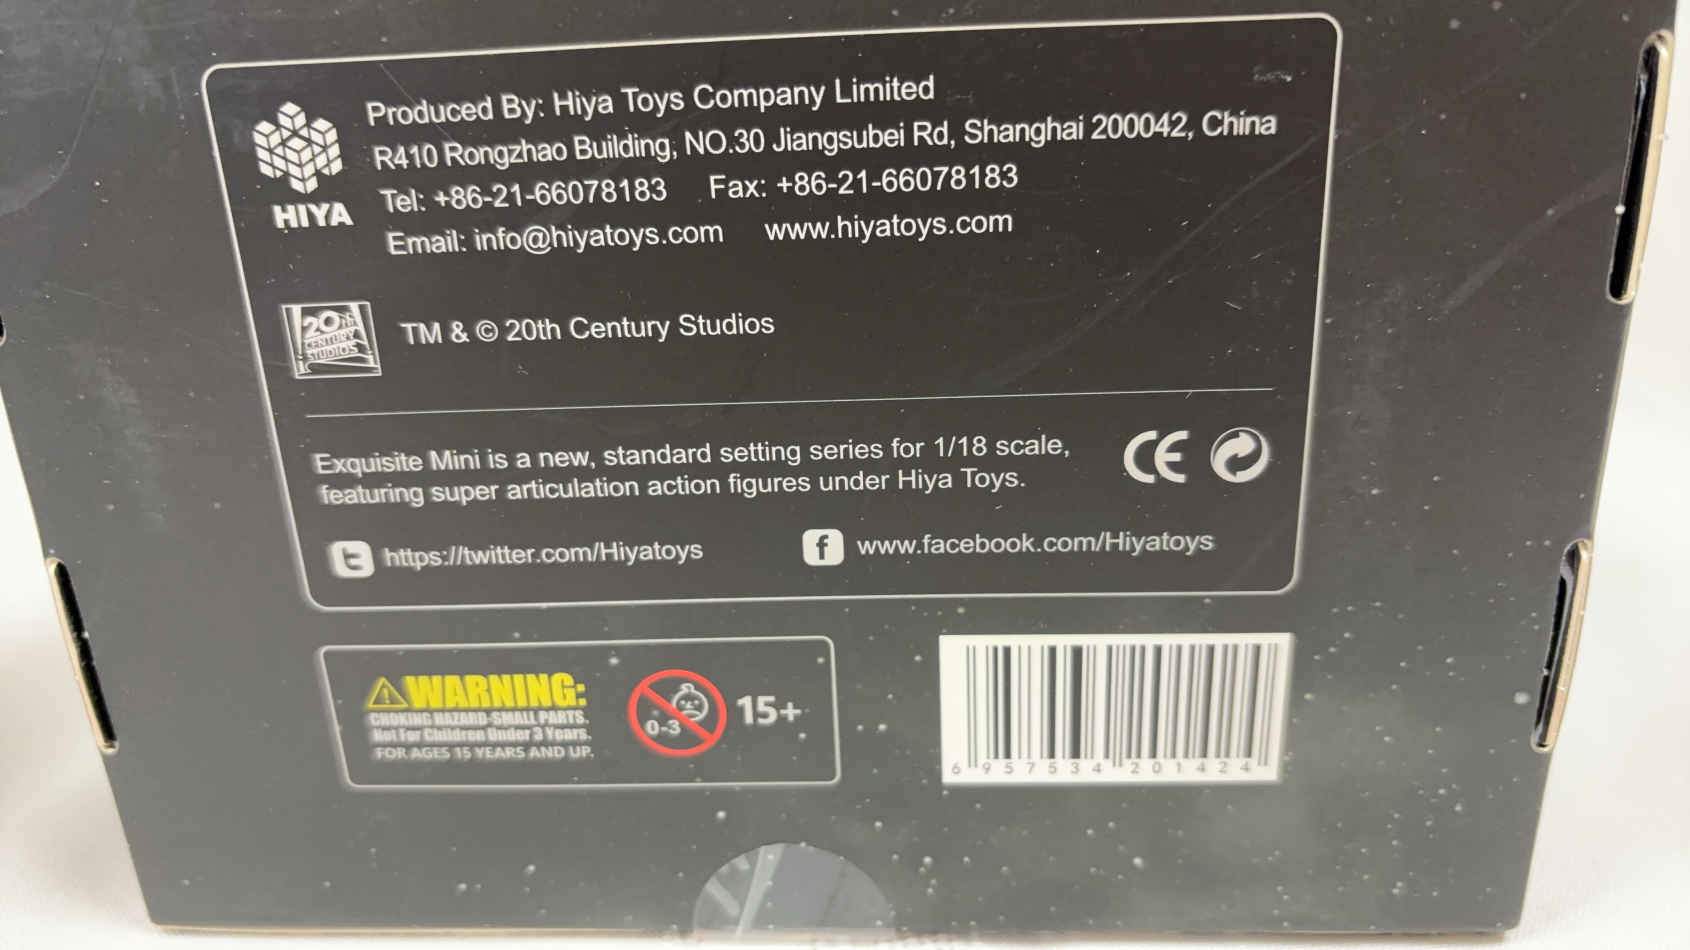 Produced By: Hiya Toys Company Limited
R410 Rongzhao Building, NO.30 Jiangsubei Rd, Shanghai 200042, China
Tel: +86-21-66078183 Fax: +86-21-66078183
HIYA
Email: info@hiyatoys.com www.hiyatoys.com
20th
CENTURY
STUDIOS
TM & © 20th Century Studios
Exquisite Mini is a new, standard setting series for 1/18 scale,
featuring super articulation action figures under Hiya Toys.
CE
https://twitter.com/Hiyatoys www.facebook.com/Hiyatoys
WARNING:
CHOKING HAZARD-SMALL PARTS.
Not For Children Under 3 Years.
FOR AGES 15 YEARS AND UP.
0-3
15+
6 957534 201424